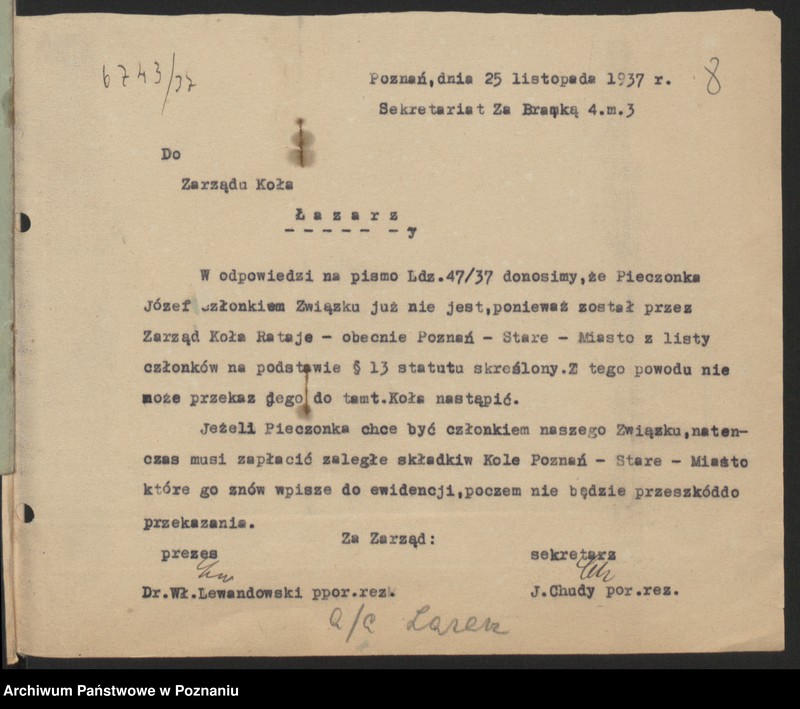 6743/37
Poznań,dnia 25 listopada 1937 r. 8
Sekretariat Za Bramką 4.m.3
Do
Zarządu Koła
Łazarz
y
W odpowiedzi na pismo Ldz.47/37 donosimy,że Pieczonka
Józef członkiem Związku już nie jest,ponieważ został przez
Zarząd Koła Rataje - obecnie Poznań - Stare - Miasto z listy
członków na podstawie § 13 statutu skreślony.Z tego powodu nie
może przekaz jego do tamt.Koła nastąpić.
Jeżeli Pieczonka chce być członkiem naszego Związku,naten-
czas musi zapłacić zaległe składkiw Kole Poznań - Stare - Miasto
które go znów wpisze do ewidencji,poczem nie będzie przeszkóddo
przekazania.
Za Zarząd:
prezes sekretarz
Dr.Wł.Lewandowski ppor.rez. J.Chudy por.rez.
a/a
Archiwum Państwowe w Poznaniu